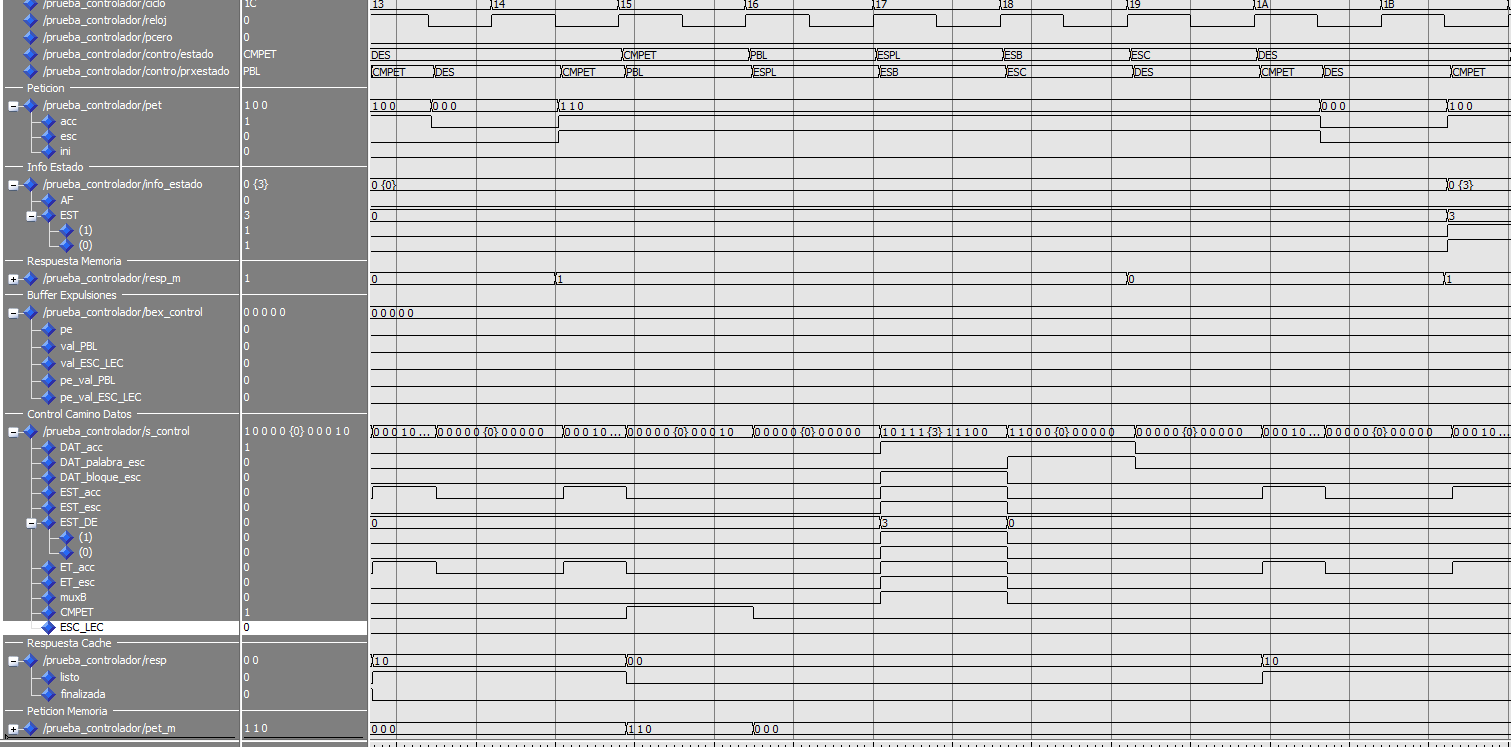 /prueba_controlador/ciclo 1C 13 14 15 16 17 18 19 1A 1B
/prueba_controlador/reloj 0
/prueba_controlador/pcero 0
/prueba_controlador/contro/estado CMPET DES CMPET PBL ESPL ESB ESC DES
/prueba_controlador/contro/prxestado PBL CMPET DES CMPET PBL ESPL ESB ESC DES CMPET DES CMPET
Peticion
/prueba_controlador/pet 1 0 0 1 0 0 0 0 0 1 1 0 0 0 0 1 0 0
acc 1
esc 0
ini 0
Info Estado
/prueba_controlador/info_estado 0 {3} 0 {0} 0 {3}
AF 0
EST 3 0 3
(1) 1
(0) 1
Respuesta Memoria
/prueba_controlador/resp_m 1 0 1 0 1
Buffer Expulsiones
/prueba_controlador/bex_control 0 0 0 0 0 0 0 0 0 0
pe 0
val_PBL 0
val_ESC_LEC 0
pe_val_PBL 0
pe_val_ESC_LEC 0
Control Camino Datos
/prueba_controlador/s_control 1 0 0 0 0 {0} 0 0 0 1 0 0 0 0 1 0 ... 0 0 0 0 0 {0} 0 0 0 0 0 0 0 0 1 0 ... 0 0 0 0 0 {0} 0 0 0 1 0 0 0 0 0 0 {0} 0 0 0 0 0 1 0 1 1 1 {3} 1 1 1 0 0 1 1 0 0 0 {0} 0 0 0 0 0 0 0 0 0 0 {0} 0 0 0 0 0 0 0 0 1 0 ... 0 0 0 0 0 {0} 0 0 0 0 0 0 0 0 1 0 ...
DAT_acc 1
DAT_palabra_esc 0
DAT_bloque_esc 0
EST_acc 0
EST_esc 0
EST_DE 0 0 3 0
(1) 0
(0) 0
ET_acc 0
ET_esc 0
muxB 0
CMPET 1
ESC_LEC 0
Respuesta Cache
/prueba_controlador/resp 0 0 1 0 0 0 1 0
listo 0
finalizada 0
Peticion Memoria
/prueba_controlador/pet_m 1 1 0 0 0 0 1 1 0 0 0 0